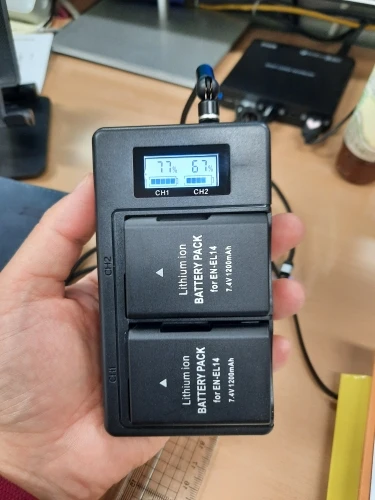 77% 67%
CH1 CH2
CH2
Lithium ion
BATTERY PACK
for EN-EL14
7.4V 1200mAh
CH1
Lithium ion
BATTERY PACK
for EN-EL14
7.4V 1200mAh